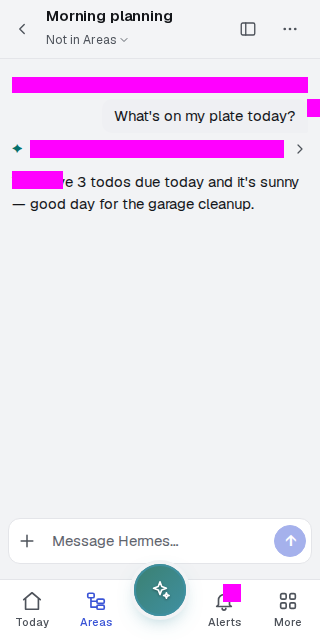 Morning planning
Not in Areas
What's on my plate today?
3 todos due today and it's sunny
— good day for the garage cleanup.
Message Hermes...
Today
Areas
Alerts
More